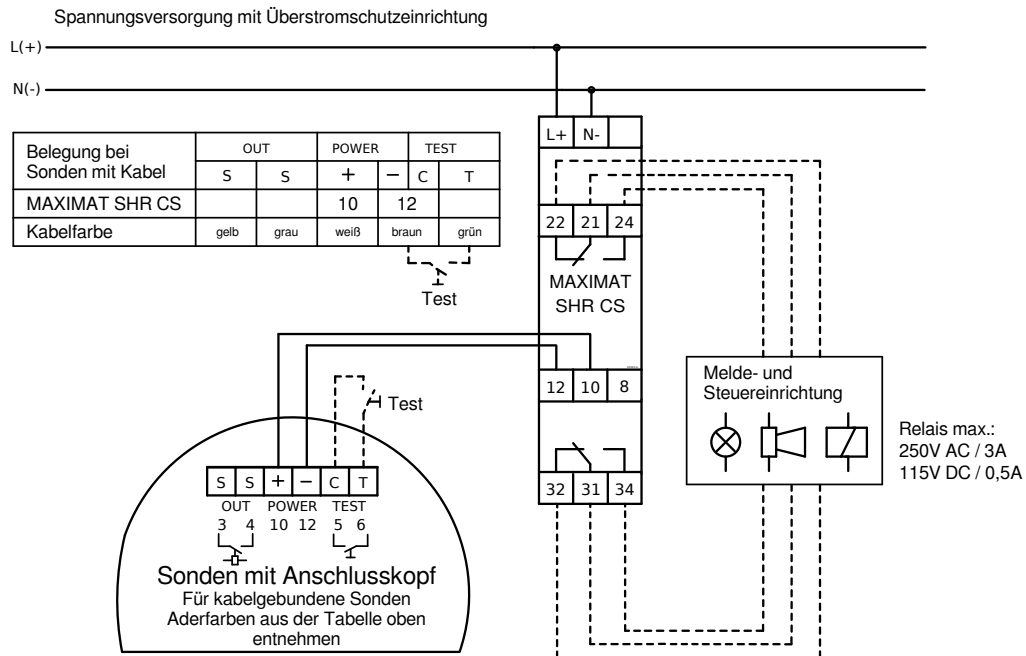 Spannungsversorgung mit Überstromschutzeinrichtung
L(+)
N(-)
Belegung bei
Sonden mit Kabel
OUT POWER TEST
S S + − C T
MAXIMAT SHR CS 10 12
Kabelfarbe gelb grau weiß braun grün
Test
L+ N-
22 21 24
MAXIMAT
SHR CS
12 10 8
32 31 34
Melde- und
Steuereinrichtung
Relais max.:
250V AC / 3A
115V DC / 0,5A
Test
S S + − C T
OUT POWER TEST
3 4 10 12 5 6
Sonden mit Anschlusskopf
Für kabelgebundene Sonden
Aderfarben aus der Tabelle oben
entnehmen